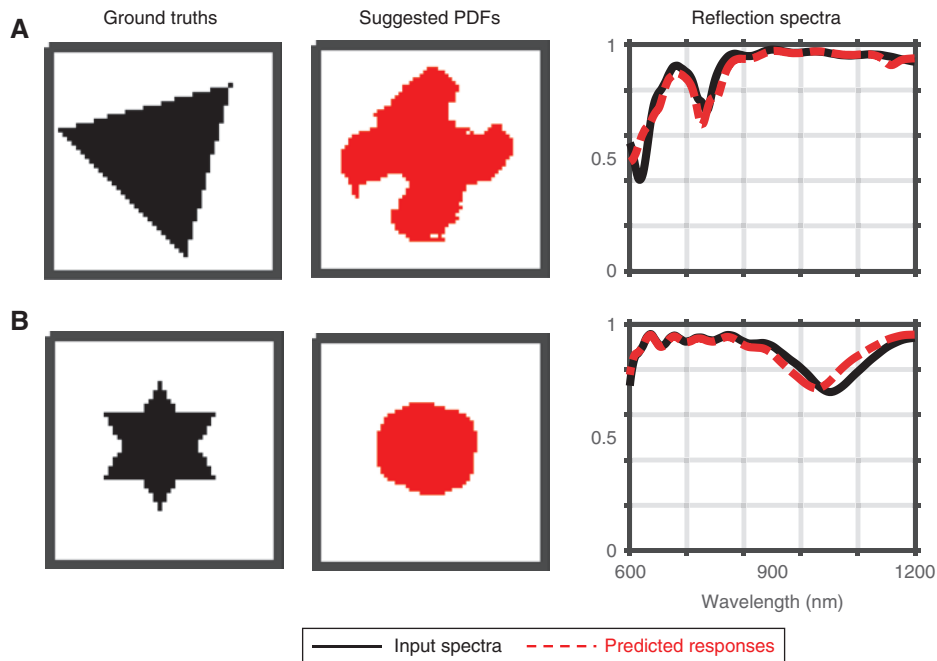 Ground truths
Suggested PDFs
Reflection spectra
A
1
0.5
0
B
1
0.5
0
600
900
1200
Wavelength (nm)
Input spectra
Predicted responses